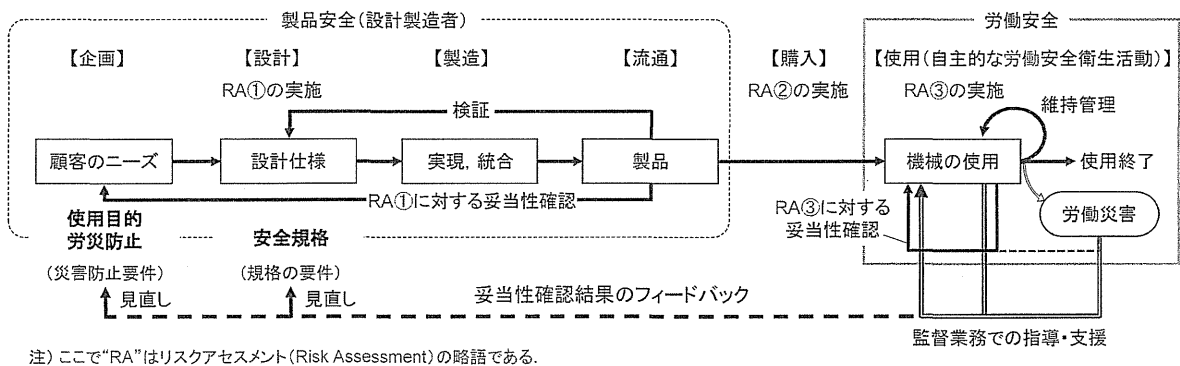 製品安全(設計製造者)
労働安全
【企画】
【設計】
【製造】
【流通】
【購入】
【使用(自主的な労働安全衛生活動)】
RA①の実施
RA②の実施
RA③の実施
検証
維持管理
顧客のニーズ
設計仕様
実現,統合
製品
機械の使用
使用終了
RA①に対する妥当性確認
RA③に対する
妥当性確認
労働災害
使用目的
労災防止
安全規格
(災害防止要件)
(規格の要件)
見直し
見直し
妥当性確認結果のフィードバック
監督業務での指導・支援
注) ここで“RA”はリスクアセスメント(Risk Assessment)の略語である.